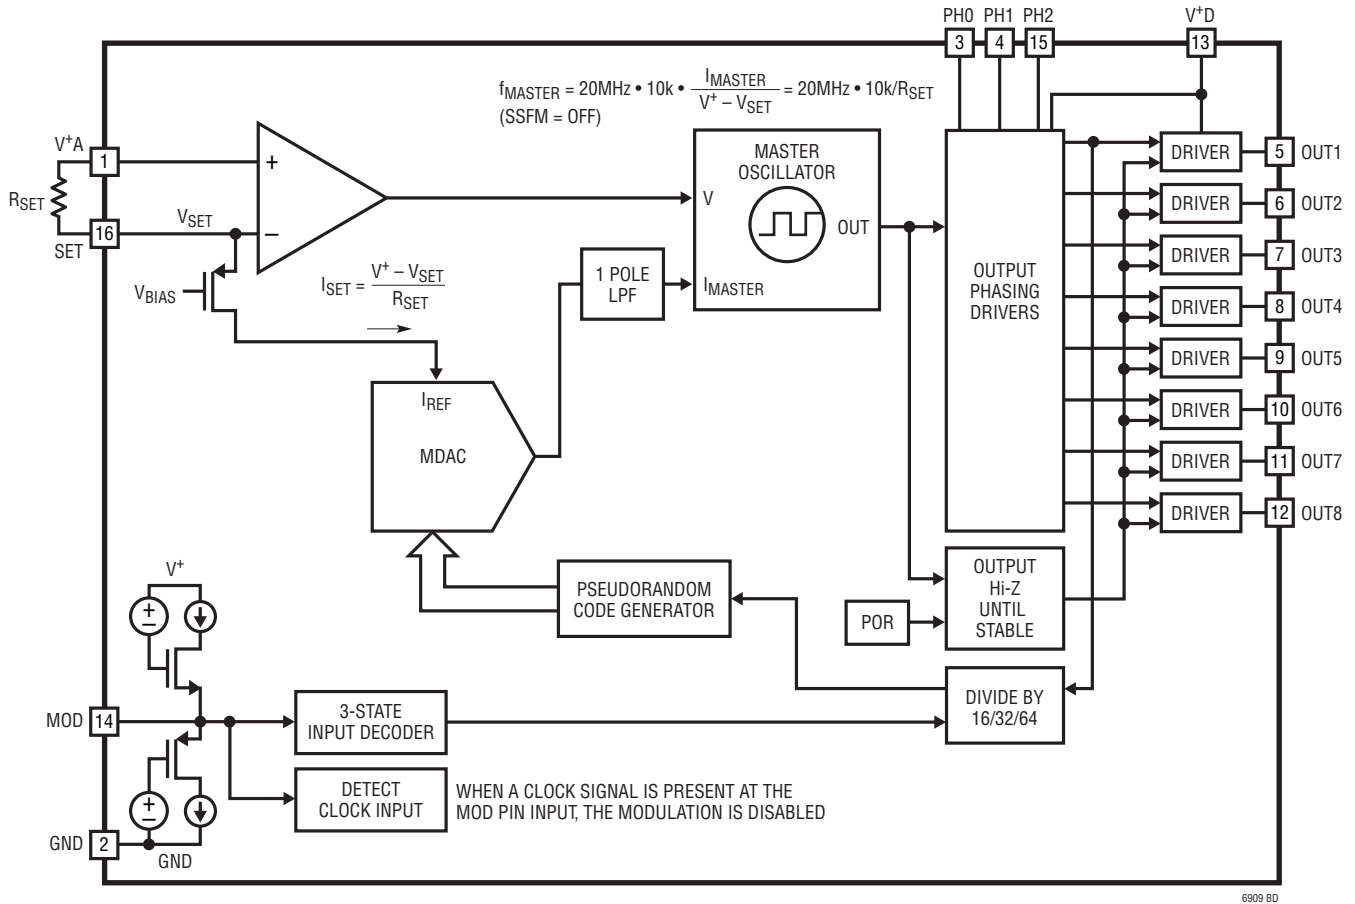 PH0 PH1 PH2 V+D
3 4 15 13
fMASTER = 20MHz • 10k • IMASTER / V+ – VSET = 20MHz • 10k/RSET
(SSFM = OFF)
V+A
1
RSET
16
SET
VSET
+
–
VBIAS
ISET = V+ – VSET / RSET
MASTER
OSCILLATOR
V
OUT
IMASTER
1 POLE
LPF
IREF
MDAC
OUTPUT
PHASING
DRIVERS
DRIVER 5 OUT1
DRIVER 6 OUT2
DRIVER 7 OUT3
DRIVER 8 OUT4
DRIVER 9 OUT5
DRIVER 10 OUT6
DRIVER 11 OUT7
DRIVER 12 OUT8
PSEUDORANDOM
CODE GENERATOR
POR
OUTPUT
Hi-Z
UNTIL
STABLE
DIVIDE BY
16/32/64
V+
+
–
MOD 14
3-STATE
INPUT DECODER
DETECT
CLOCK INPUT
WHEN A CLOCK SIGNAL IS PRESENT AT THE
MOD PIN INPUT, THE MODULATION IS DISABLED
+
–
GND 2
GND
6909 BD